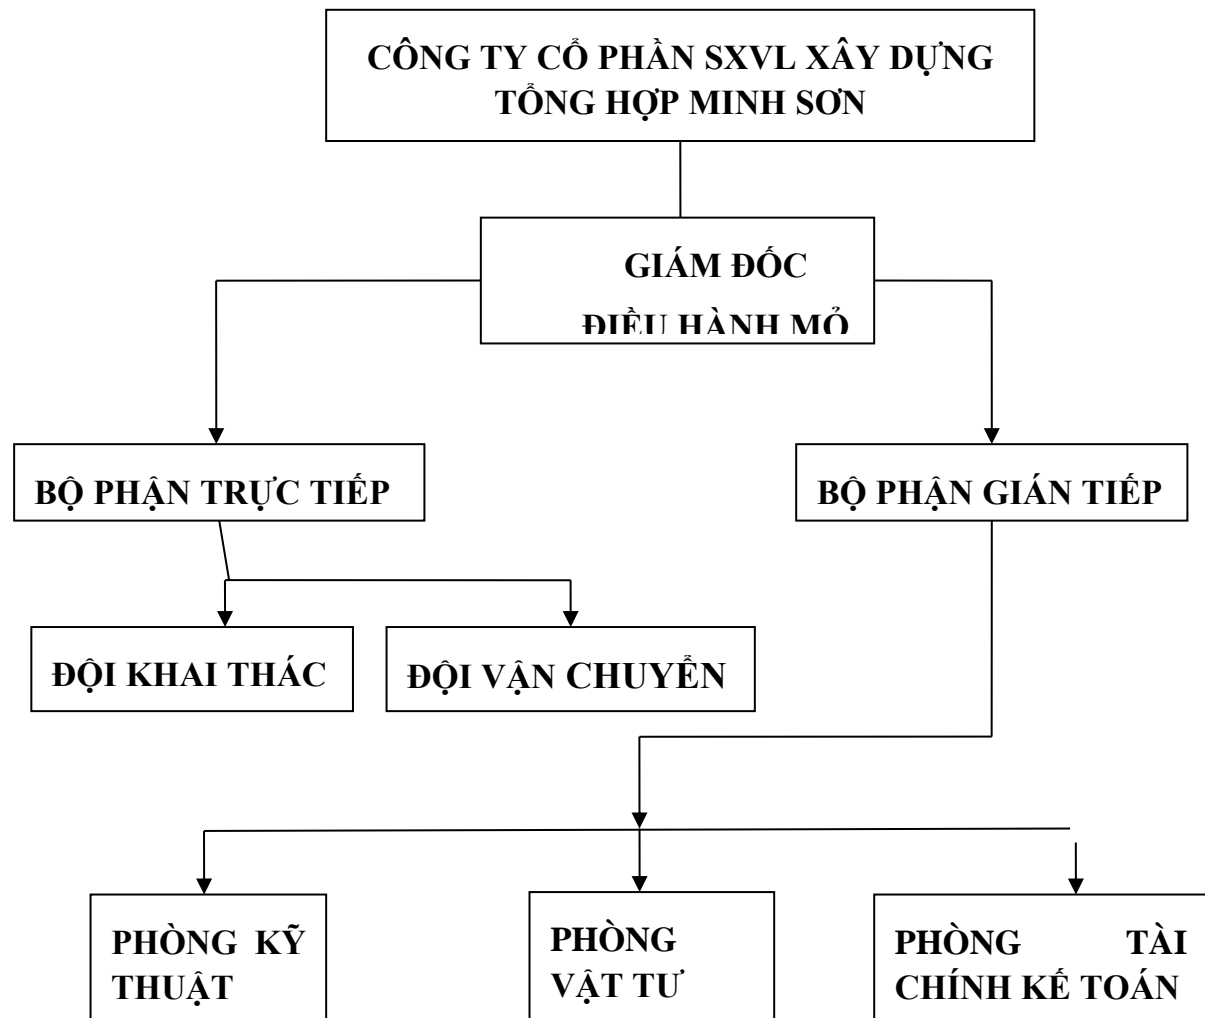 CÔNG TY CỔ PHẦN SXVL XÂY DỰNG
TỔNG HỢP MINH SƠN
GIÁM ĐỐC
ĐIỀU HÀNH MỎ
BỘ PHẬN TRỰC TIẾP
BỘ PHẬN GIÁN TIẾP
ĐỘI KHAI THÁC
ĐỘI VẬN CHUYỂN
PHÒNG KỸ
THUẬT
PHÒNG
VẬT TƯ
PHÒNG TÀI
CHÍNH KẾ TOÁN